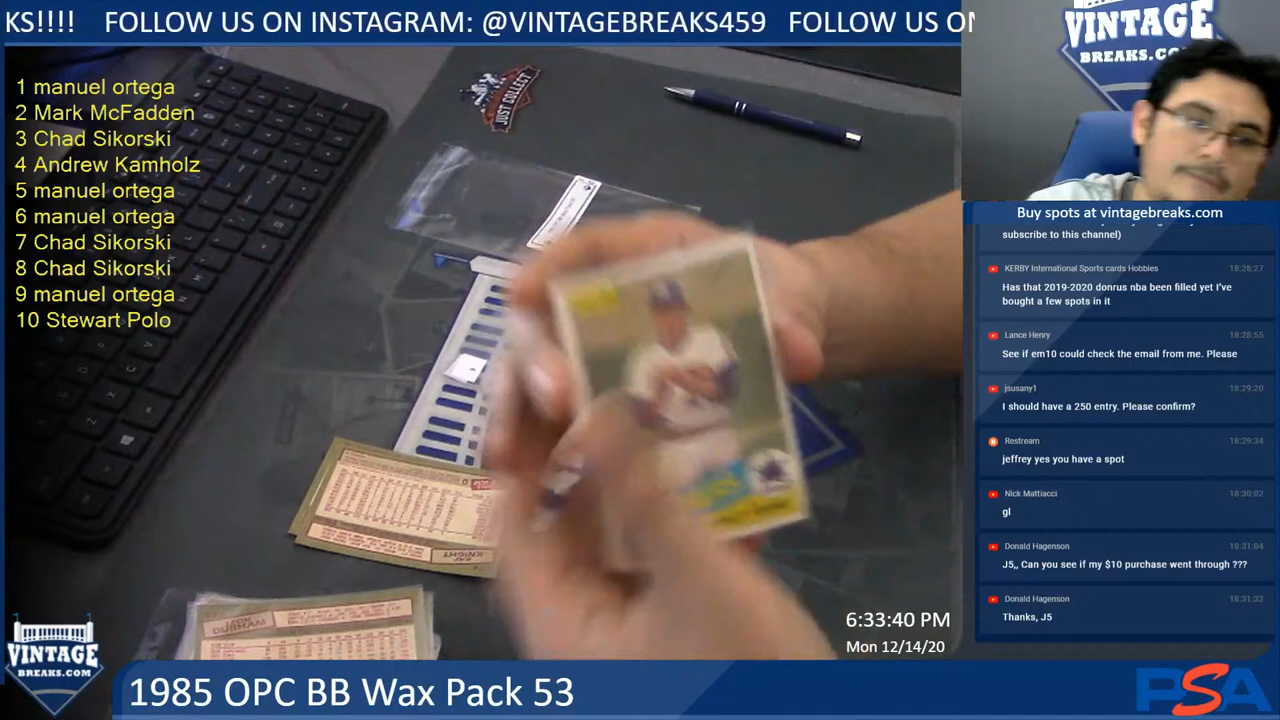 KS!!!!    FOLLOW US ON INSTAGRAM: @VINTAGEBREAKS459    FOLLOW US ON
1 manuel ortega
2 Mark McFadden
3 Chad Sikorski
4 Andrew Kamholz
5 manuel ortega
6 manuel ortega
7 Chad Sikorski
8 Chad Sikorski
9 manuel ortega
10 Stewart Polo
JUST COLLECT
VINTAGE
BREAKS.CO
Buy spots at vintagebreaks.com
subscribe to this channel)
KERBY International Sports cards Hobbies 18:28:27
Has that 2019-2020 donrus nba been filled yet I've
bought a few spots in it
Lance Henry 18:28:55
See if em10 could check the email from me. Please
jsusany1 18:29:20
I should have a 250 entry. Please confirm?
Restream 18:29:34
jeffrey yes you have a spot
Nick Mattiacci 18:30:02
gl
Donald Hagenson 18:31:04
J5,, Can you see if my $10 purchase went through ???
Donald Hagenson 18:31:32
Thanks, J5
RAY
KNIGHT
LEON
DURHAM
6:33:40 PM
Mon 12/14/20
VINTAGE
BREAKS.COM
1985 OPC BB Wax Pack 53
PSA